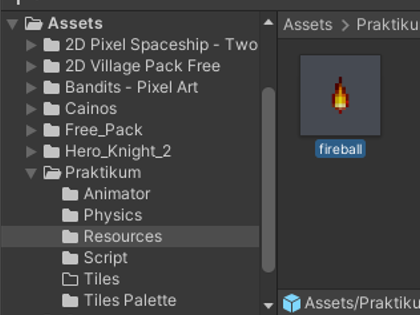 Assets
2D Pixel Spaceship - Two
2D Village Pack Free
Bandits - Pixel Art
Cainos
Free_Pack
Hero_Knight_2
Praktikum
Animator
Physics
Resources
Script
Tiles
Tiles Palette
Assets > Praktiku
fireball
Assets/Praktiku